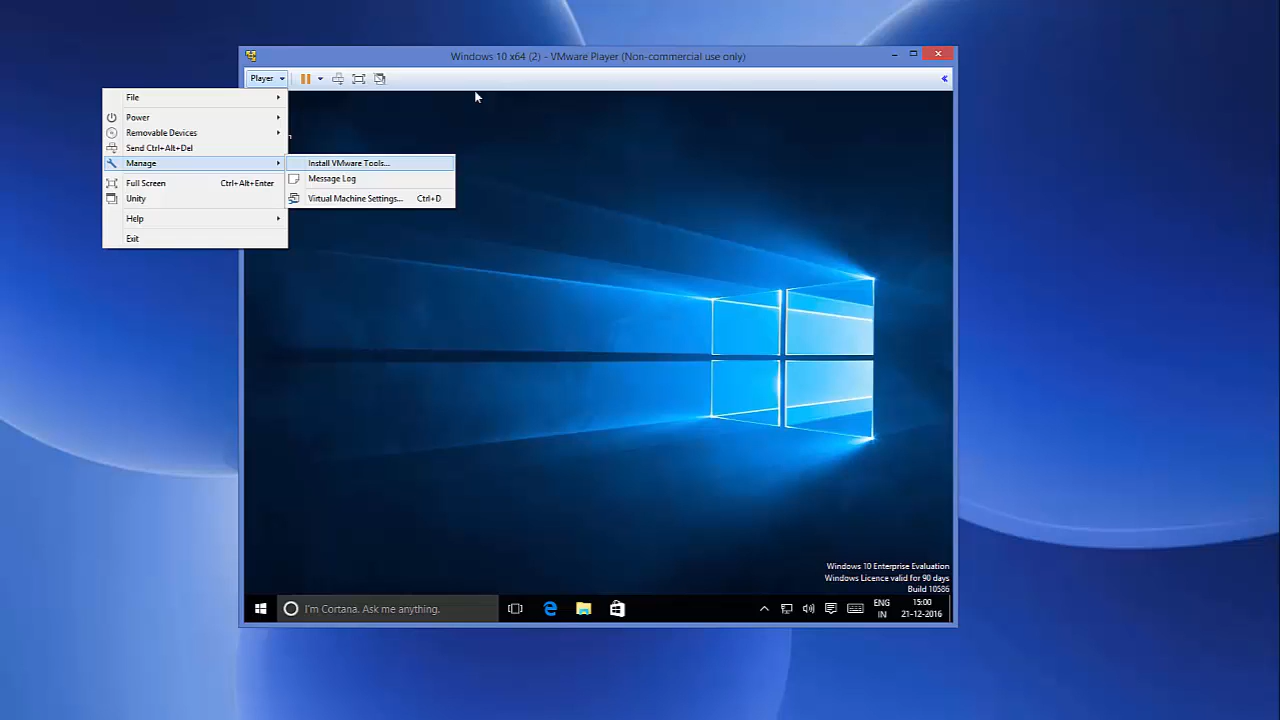 Windows 10 x64 (2) - VMware Player (Non-commercial use only)
Player
File
Power
Removable Devices
Send Ctrl+Alt+Del
Manage
Full Screen Ctrl+Alt+Enter
Unity
Help
Exit
Install VMware Tools...
Message Log
Virtual Machine Settings... Ctrl+D
n
Windows 10 Enterprise Evaluation
Windows Licence valid for 90 days
Build 10586
I'm Cortana. Ask me anything.
ENG
IN
15:00
21-12-2016